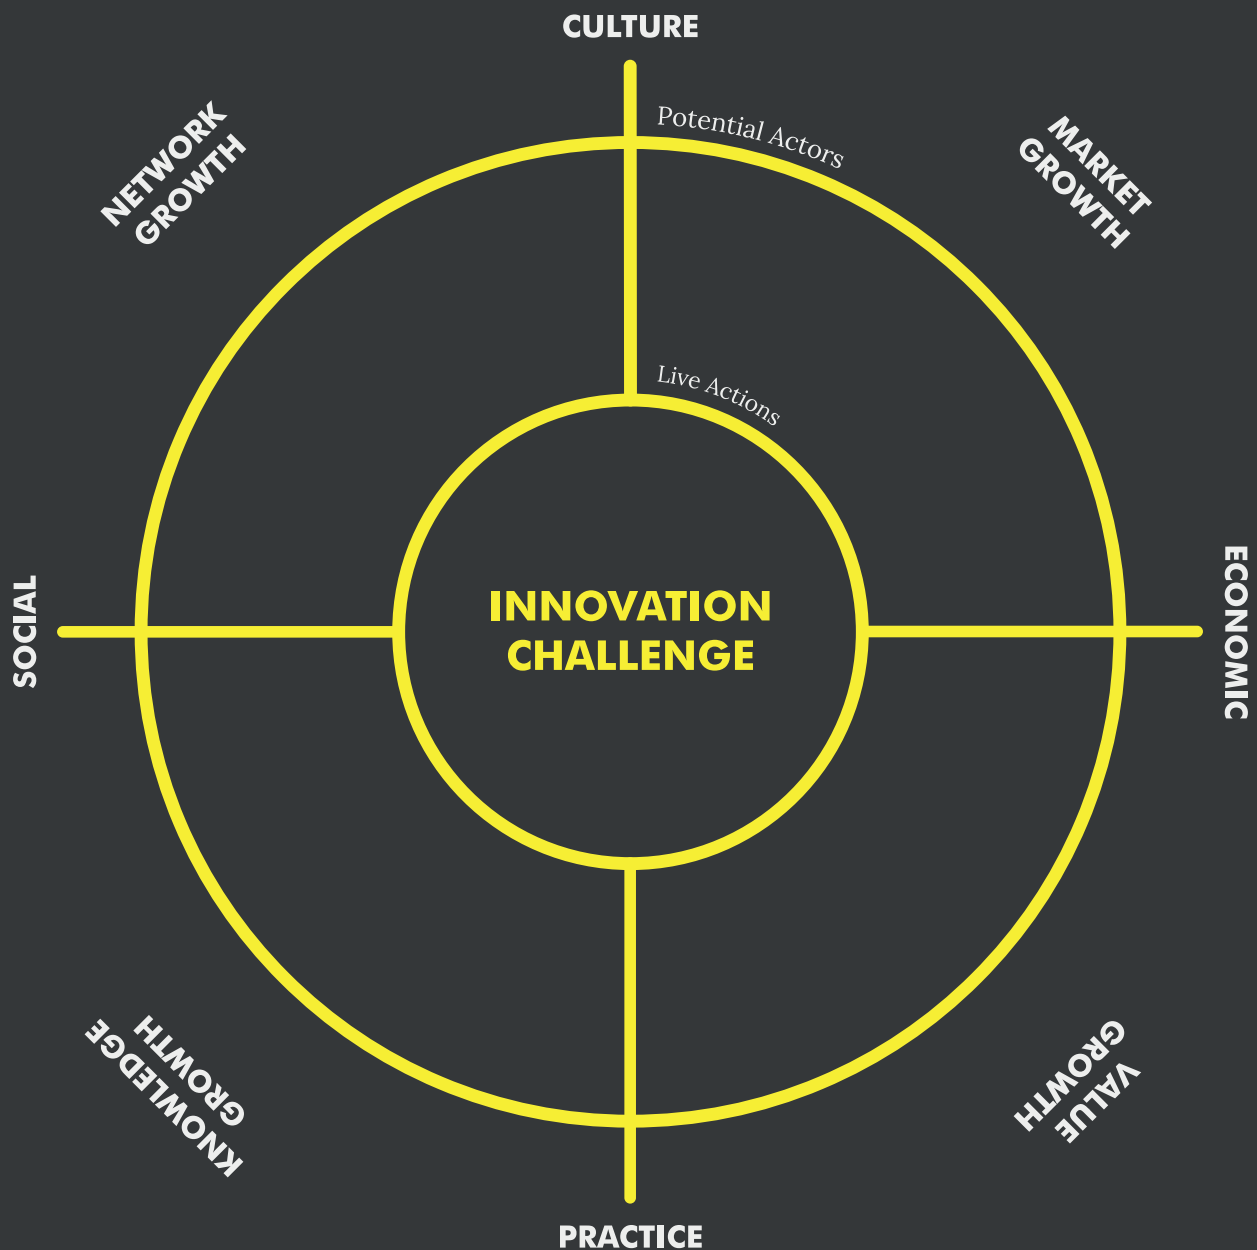 CULTURE
NETWORK
GROWTH
Potential Actors
MARKET
GROWTH
Live Actions
SOCIAL
INNOVATION
CHALLENGE
ECONOMIC
KNOWLEDGE
GROWTH
VALUE
GROWTH
PRACTICE